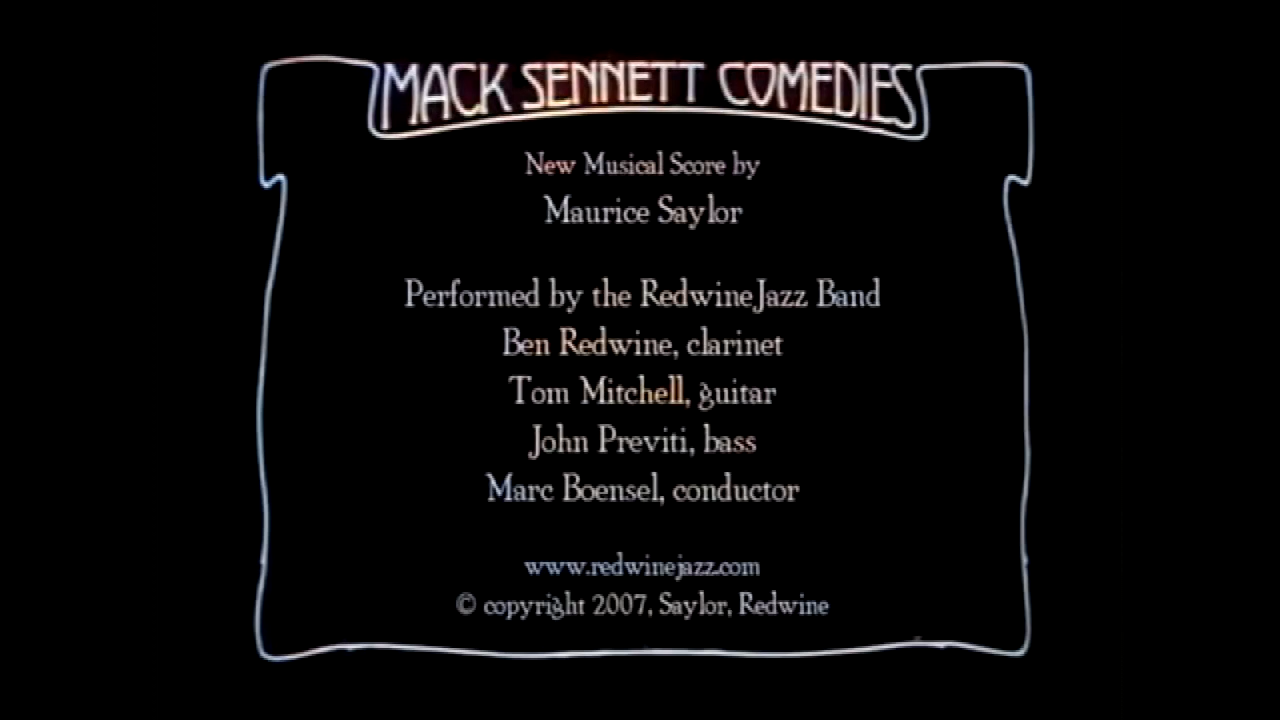 MACK SENNETT COMEDIES
New Musical Score by
Maurice Saylor
Performed by the RedwineJazz Band
Ben Redwine, clarinet
Tom Mitchell, guitar
John Previti, bass
Marc Boensel, conductor
www.redwinejazz.com
© copyright 2007, Saylor, Redwine